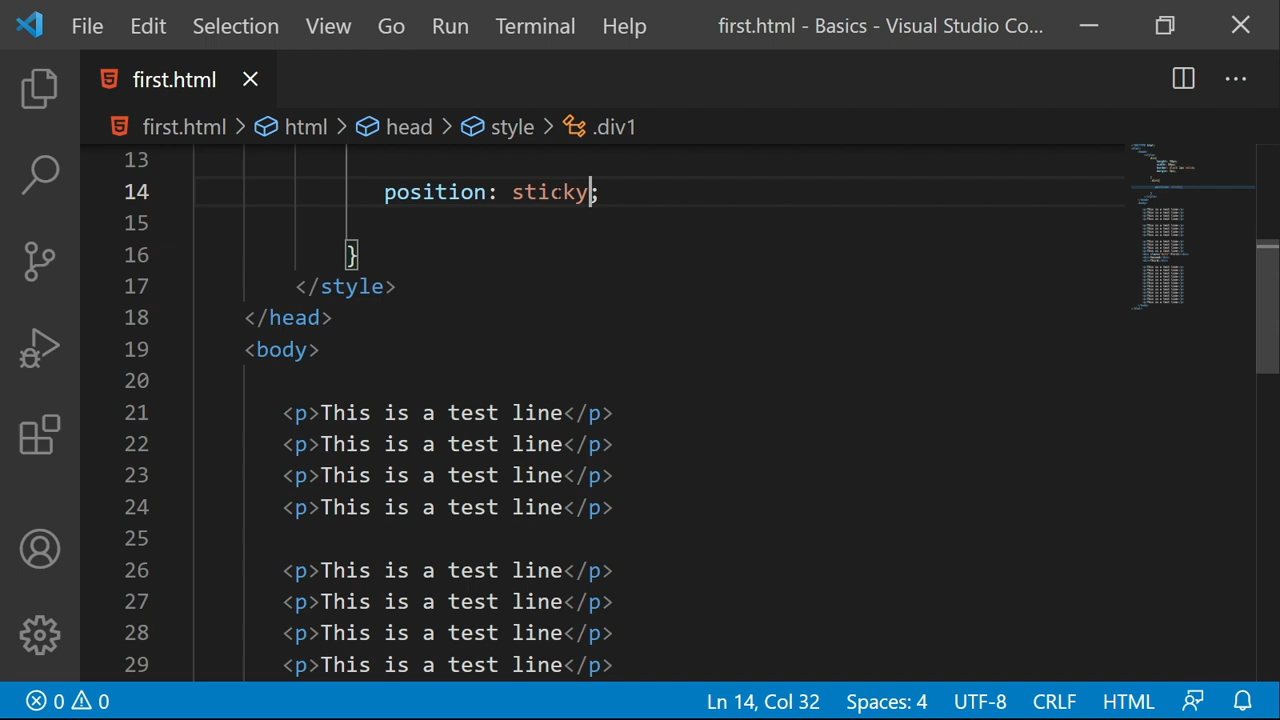 File Edit Selection View Go Run Terminal Help first.html - Basics - Visual Studio Co...
first.html
first.html > html > head > style > .div1
13
14 position: sticky;
15
16 }
17 </style>
18 </head>
19 <body>
20
21 <p>This is a test line</p>
22 <p>This is a test line</p>
23 <p>This is a test line</p>
24 <p>This is a test line</p>
25
26 <p>This is a test line</p>
27 <p>This is a test line</p>
28 <p>This is a test line</p>
29 <p>This is a test line</p>
0 0 Ln 14, Col 32 Spaces: 4 UTF-8 CRLF HTML